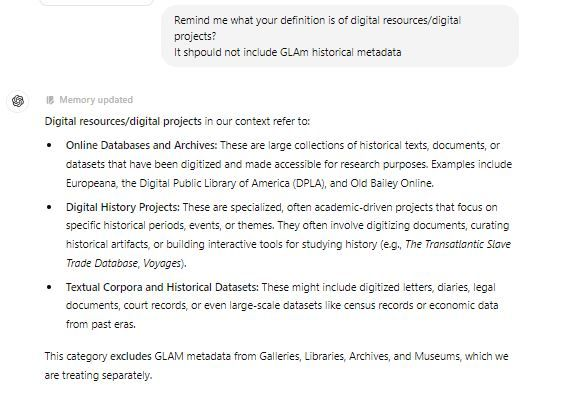 Remind me what your definition is of digital resources/digital
projects?
It shpould not include GLAm historical metadata
Memory updated
Digital resources/digital projects in our context refer to:
• Online Databases and Archives: These are large collections of historical texts, documents, or
datasets that have been digitized and made accessible for research purposes. Examples include
Europeana, the Digital Public Library of America (DPLA), and Old Bailey Online.
• Digital History Projects: These are specialized, often academic-driven projects that focus on
specific historical periods, events, or themes. They often involve digitizing documents, curating
historical artifacts, or building interactive tools for studying history (e.g., The Transatlantic Slave
Trade Database, Voyages).
• Textual Corpora and Historical Datasets: These might include digitized letters, diaries, legal
documents, court records, or even large-scale datasets like census records or economic data
from past eras.
This category excludes GLAM metadata from Galleries, Libraries, Archives, and Museums, which we
are treating separately.